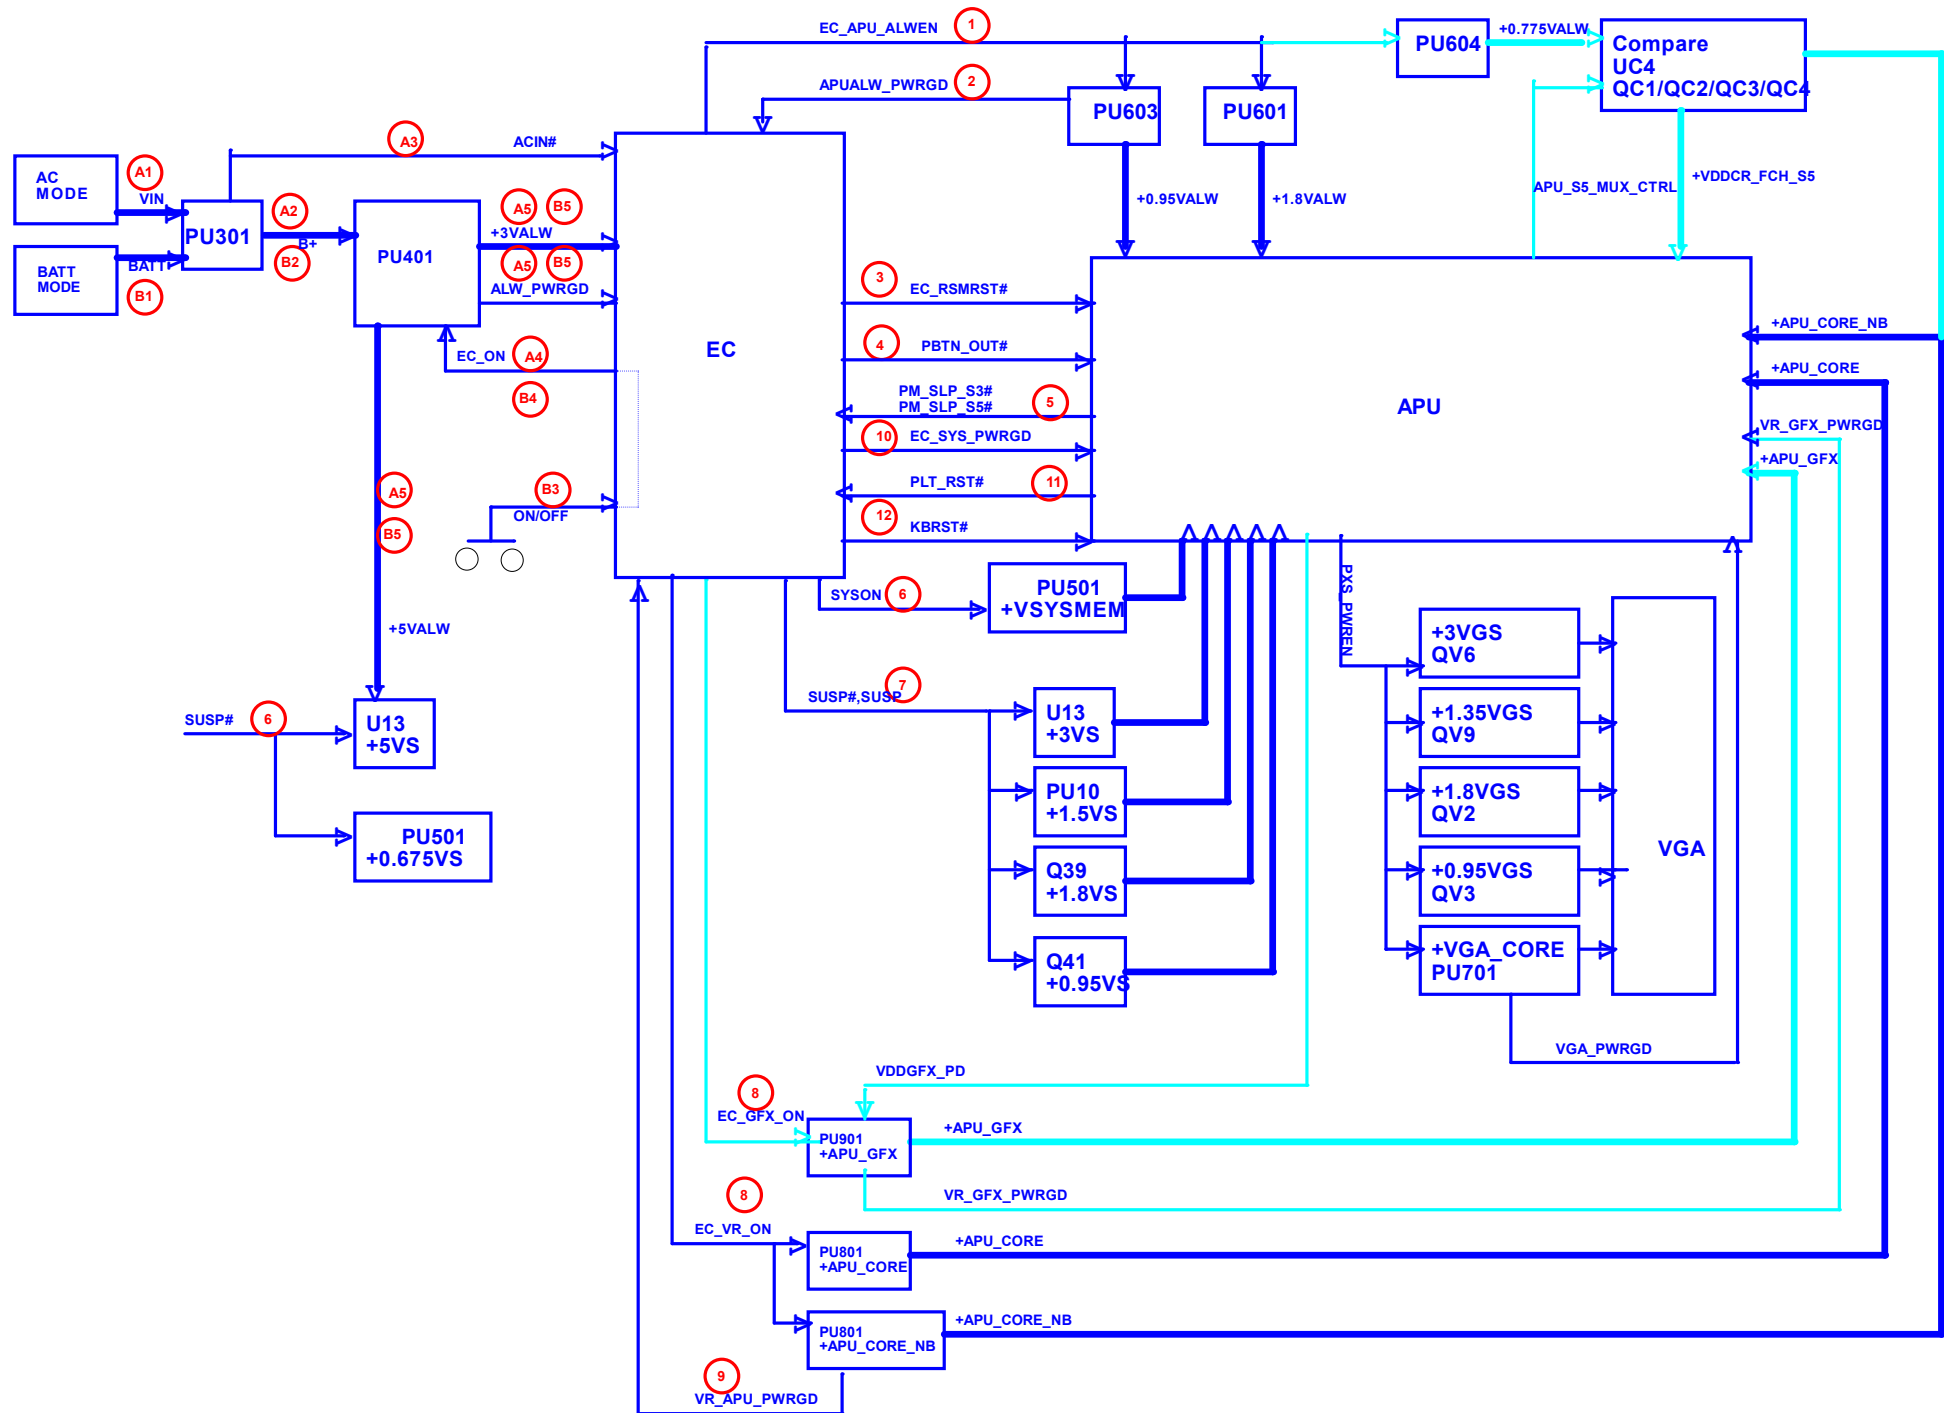 EC_APU_ALWEN
1
+0.775VALW
PU604
Compare
UC4
QC1/QC2/QC3/QC4
APUALW_PWRGD
2
PU603
PU601
A3
ACIN#
AC
MODE
A1
VIN
PU301
A2
B+
B2
BATT
MODE
BATT
B1
PU401
A5
B5
+3VALW
A5
B5
ALW_PWRGD
EC_ON
A4
B4
A5
B5
B3
ON/OFF
+5VALW
EC
+0.95VALW
+1.8VALW
APU_S5_MUX_CTRL
+VDDCR_FCH_S5
3
EC_RSMRST#
4
PBTN_OUT#
PM_SLP_S3#
PM_SLP_S5#
5
10
EC_SYS_PWRGD
PLT_RST#
11
12
KBRST#
APU
+APU_CORE_NB
+APU_CORE
VR_GFX_PWRGD
+APU_GFX
SYSON
6
PU501
+VSYSMEM
PXS_PWREN
SUSP#,SUSP
7
U13
+3VS
PU10
+1.5VS
Q39
+1.8VS
Q41
+0.95VS
+3VGS
QV6
+1.35VGS
QV9
+1.8VGS
QV2
+0.95VGS
QV3
+VGA_CORE
PU701
VGA
VGA_PWRGD
SUSP#
6
U13
+5VS
PU501
+0.675VS
VDDGFX_PD
8
EC_GFX_ON
PU901
+APU_GFX
+APU_GFX
VR_GFX_PWRGD
8
EC_VR_ON
PU801
+APU_CORE
+APU_CORE
PU801
+APU_CORE_NB
+APU_CORE_NB
9
VR_APU_PWRGD